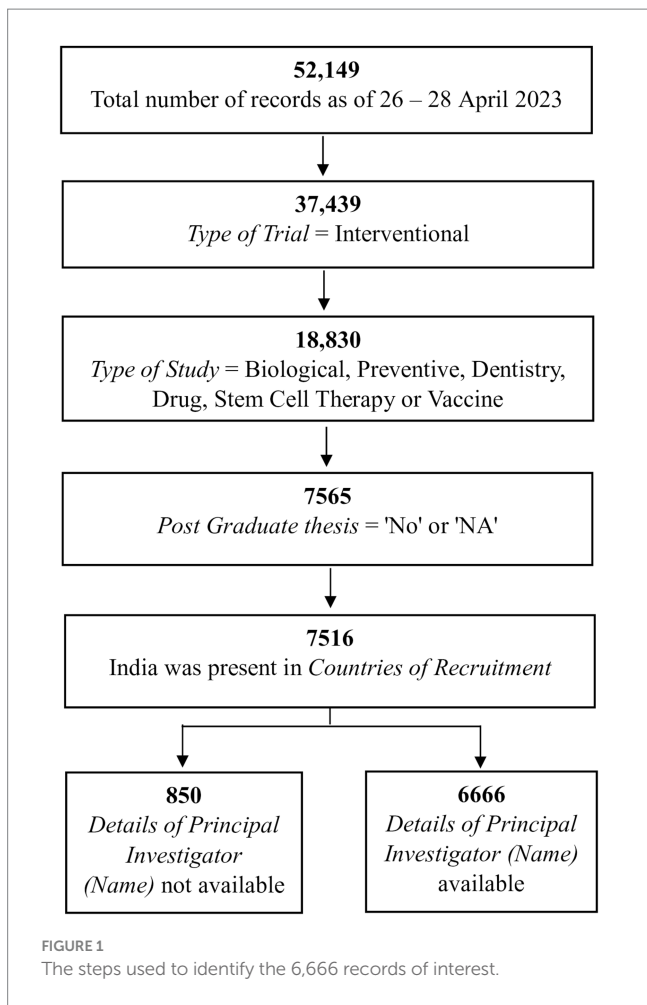 52,149
Total number of records as of 26 – 28 April 2023
37,439
Type of Trial = Interventional
18,830
Type of Study = Biological, Preventive, Dentistry,
Drug, Stem Cell Therapy or Vaccine
7565
Post Graduate thesis = 'No' or 'NA'
7516
India was present in Countries of Recruitment
850
Details of Principal
Investigator
(Name) not available
6666
Details of Principal
Investigator (Name)
available
FIGURE 1
The steps used to identify the 6,666 records of interest.